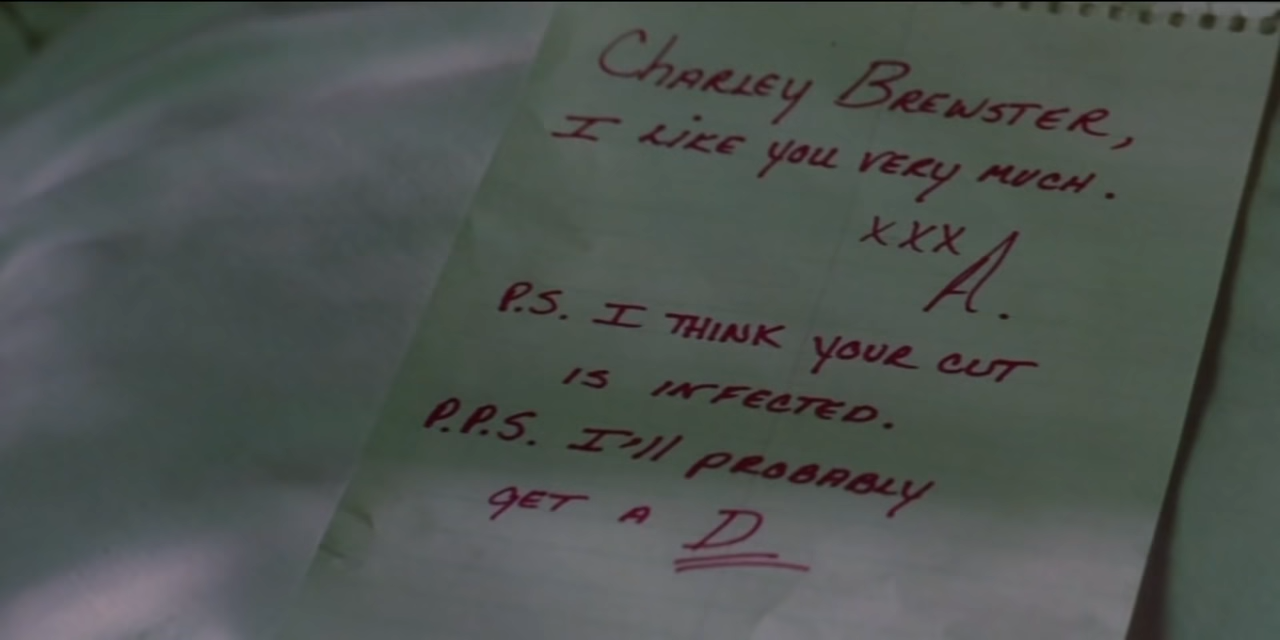 CHARLEY BREWSTER,
I LIKE YOU VERY MUCH.
XXX A.
P.S. I THINK YOUR CUT
IS INFECTED.
P.P.S. I'll PROBABLY
GET A D